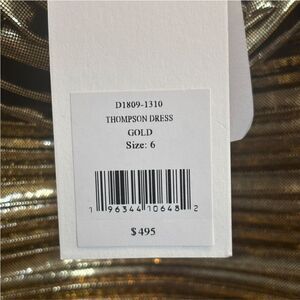 D1809-1310
THOMPSON DRESS
GOLD
Size: 6
1 96344 10648 2
$495